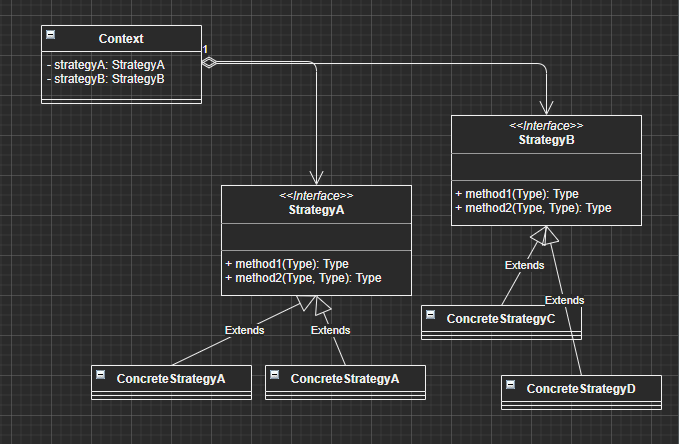 Context
- strategyA: StrategyA
- strategyB: StrategyB
1
<<Interface>>
StrategyB
+ method1(Type): Type
+ method2(Type, Type): Type
<<Interface>>
StrategyA
+ method1(Type): Type
+ method2(Type, Type): Type
Extends
Extends
Extends
Extends
ConcreteStrategyC
ConcreteStrategyA
ConcreteStrategyA
ConcreteStrategyD